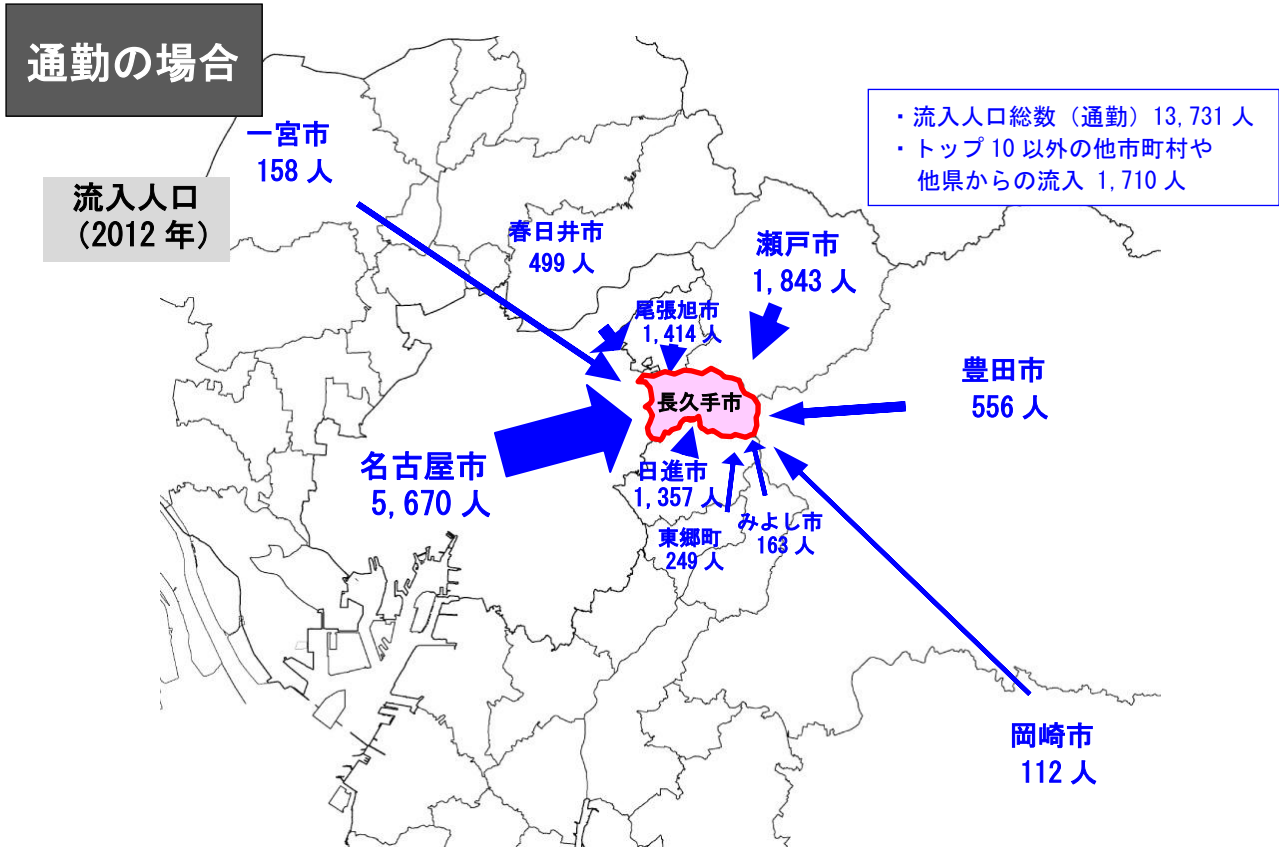 通勤の場合
・流入人口総数（通勤）13,731 人
・トップ 10 以外の他市町村や
他県からの流入 1,710 人
一宮市
158 人
流入人口
（2012 年）
春日井市
499 人
瀬戸市
1,843 人
尾張旭市
1,414 人
豊田市
556 人
長久手市
名古屋市
5,670 人
日進市
1,357 人
東郷町
249 人
みよし市
163 人
岡崎市
112 人